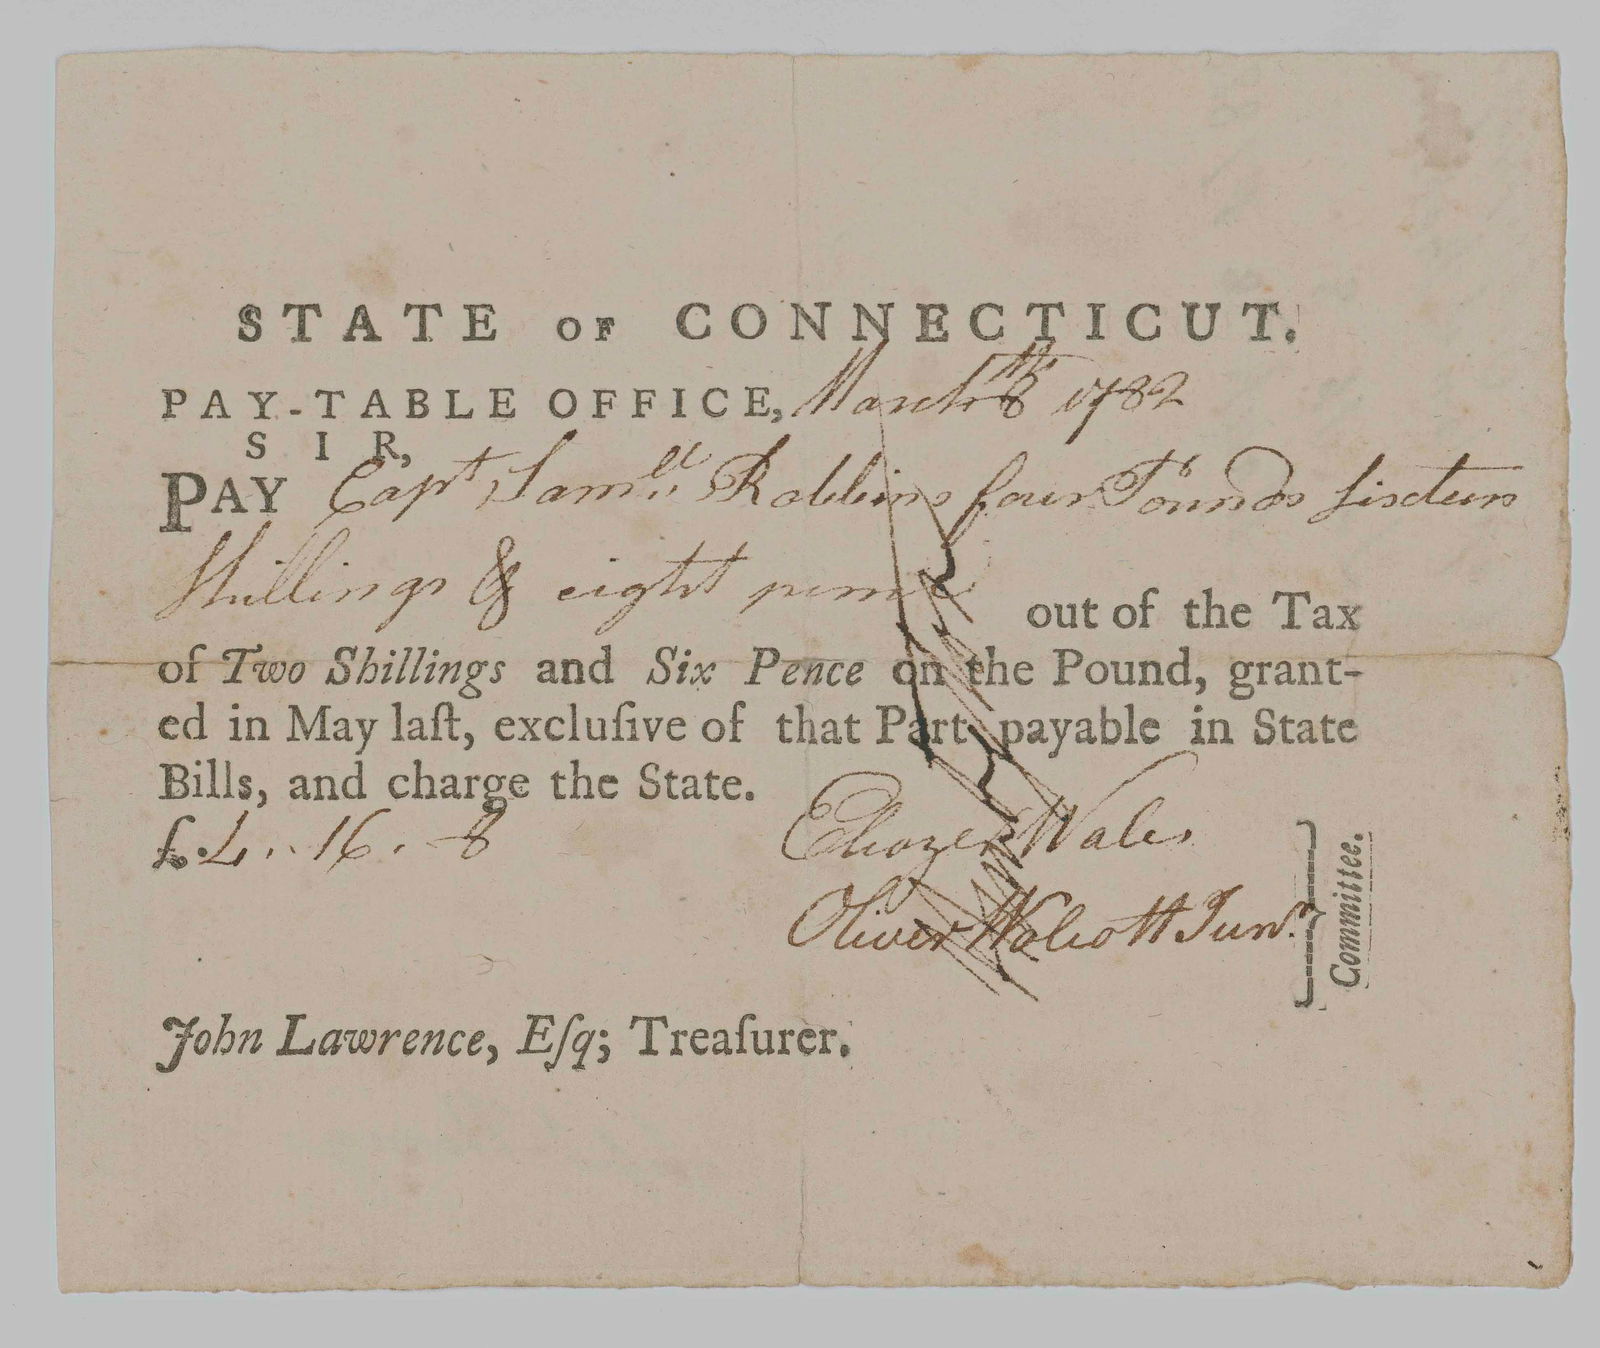 STATE OF CONNECTICUT.
PAY-TABLE OFFICE, March 8th 1782
SIR,
PAY Capt Samll Robbins four Pounds sixteen
Shillings & eight pence out of the Tax
of Two Shillings and Six Pence on the Pound, grant-
ed in May laſt, excluſive of that Part payable in State
Bills, and charge the State.
£.4..16.-8
Eleazer Wales
Oliver Wolcott Junr.
Committee.
John Lawrence, Eſq; Treaſurer.